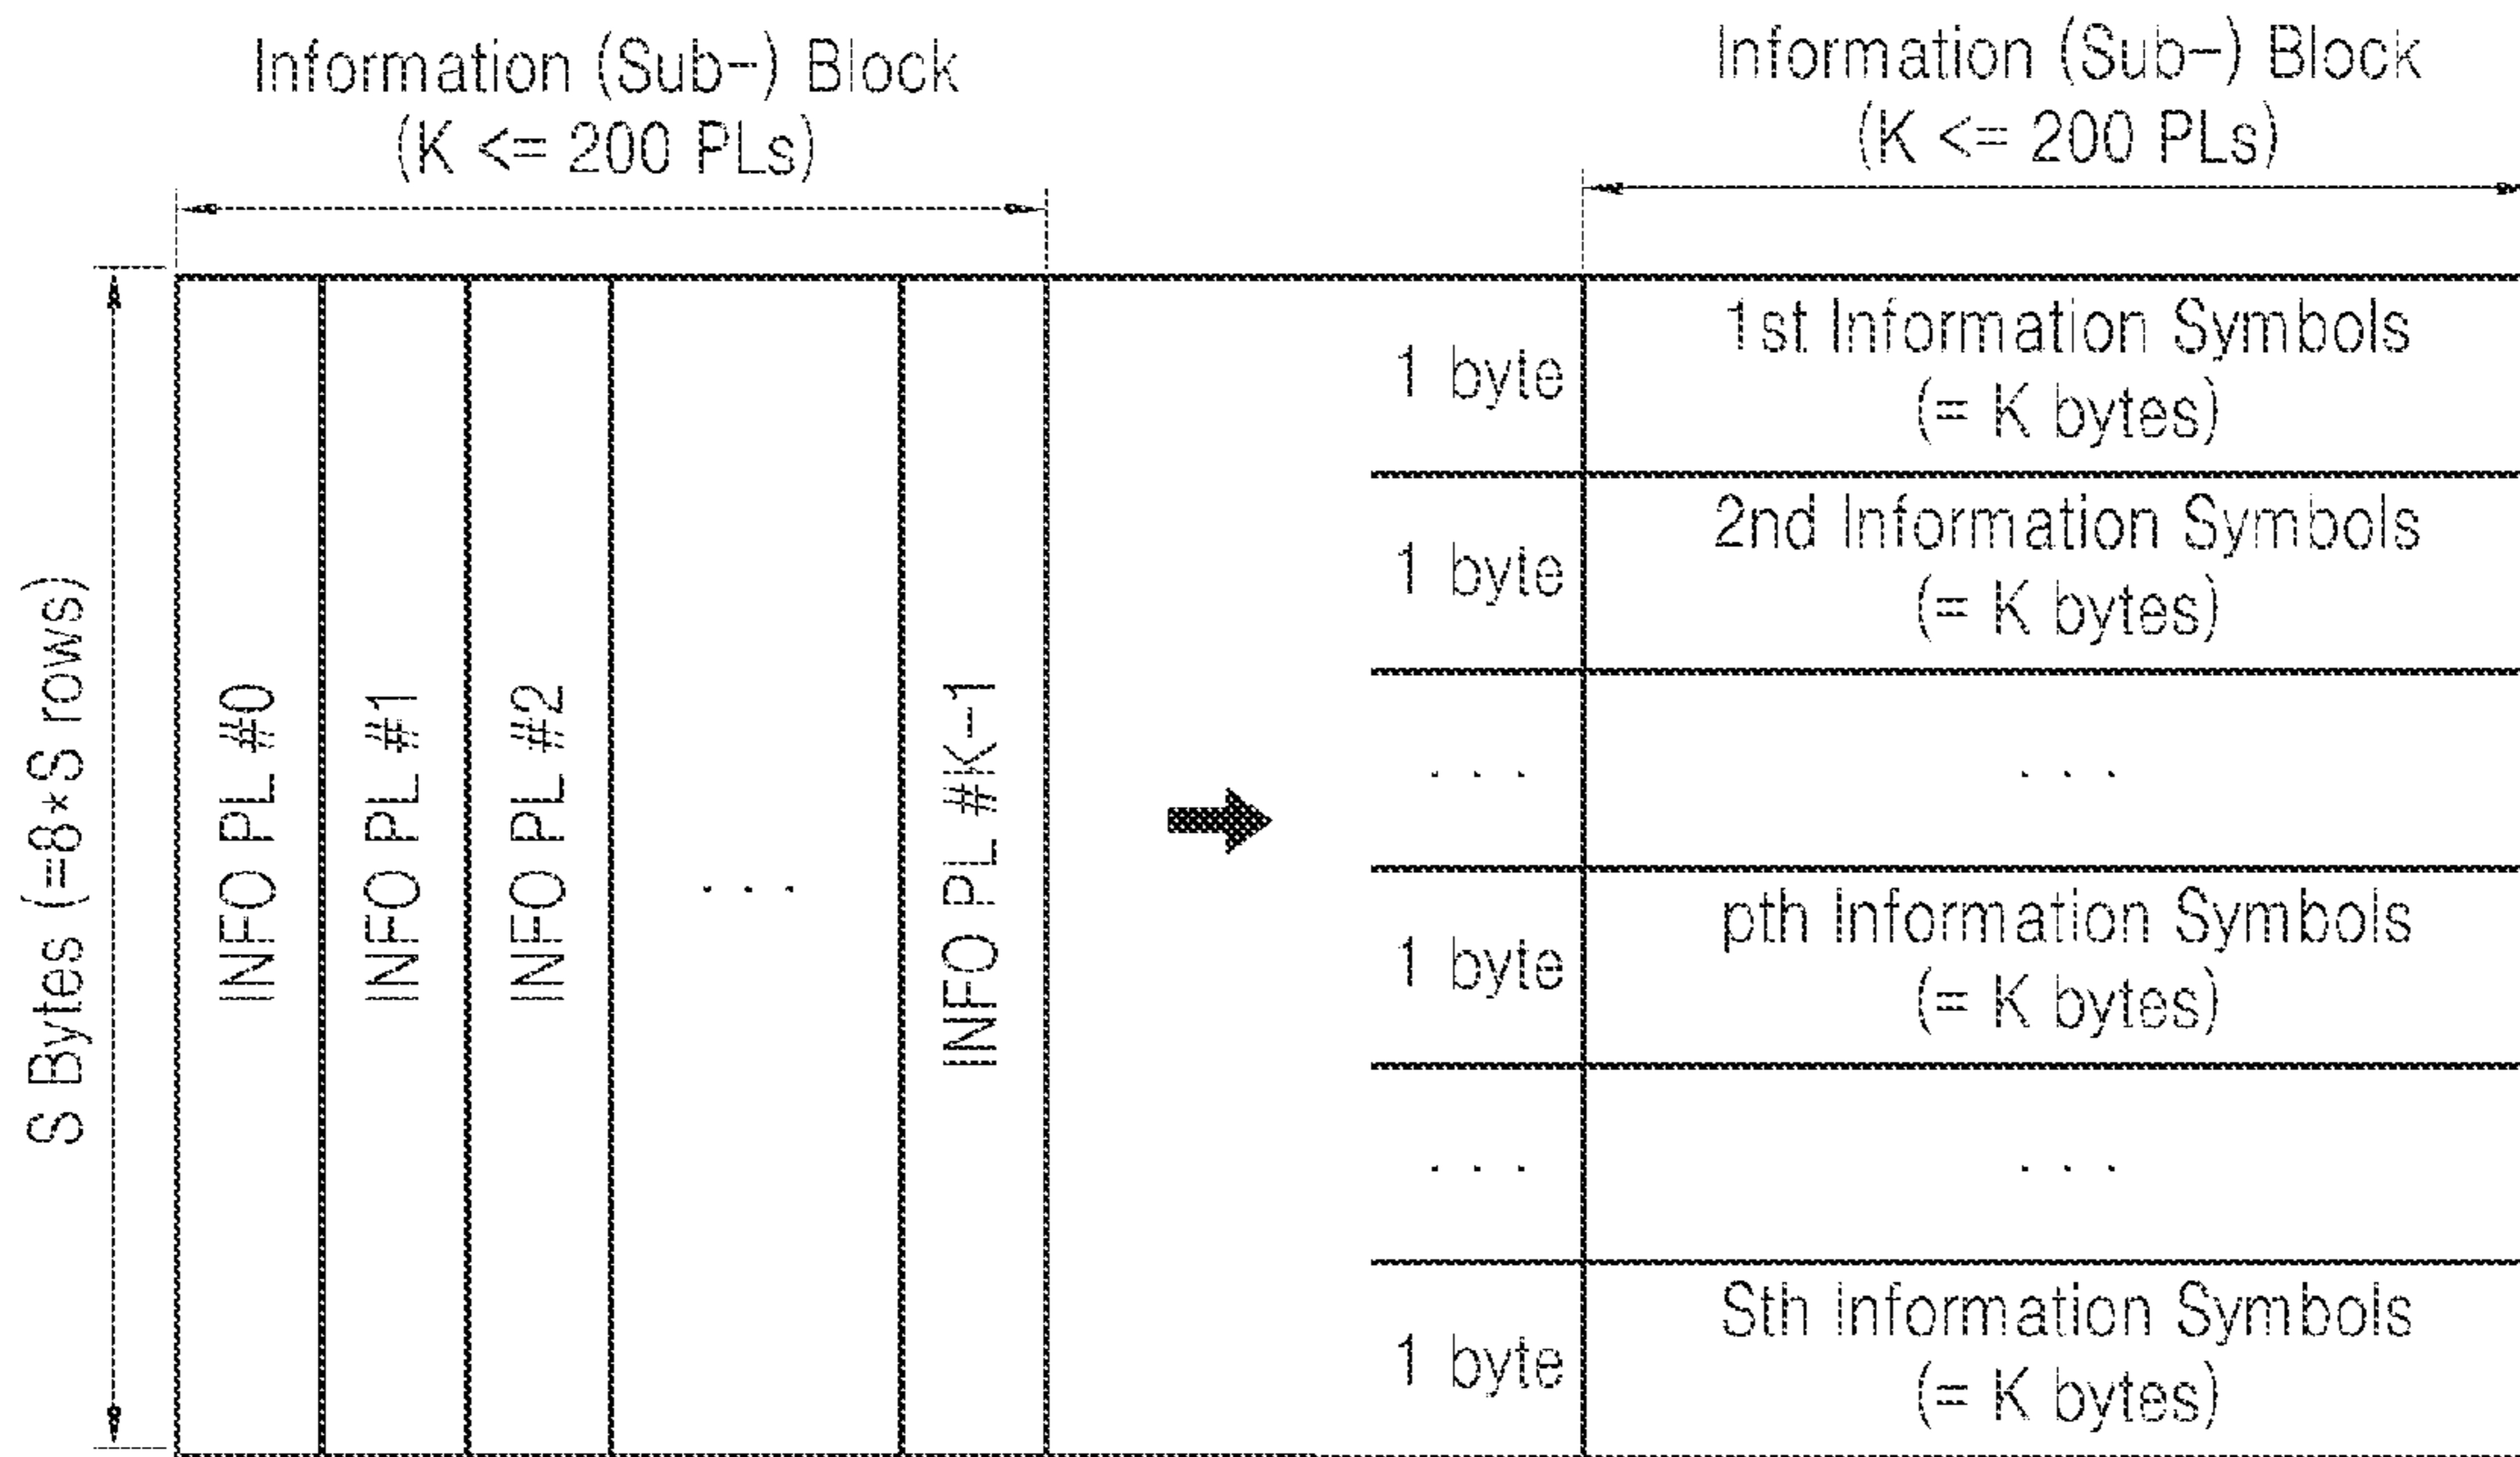 Information (Sub-) Block
(K <= 200 PLs)
S Bytes (=8*S rows)
INFO PL #0
INFO PL #1
INFO PL #2
. . .
INFO PL #K-1
Information (Sub-) Block
(K <= 200 PLs)
1 byte
1st Information Symbols
(= K bytes)
1 byte
2nd Information Symbols
(= K bytes)
. . .
. . .
1 byte
pth Information Symbols
(= K bytes)
. . .
. . .
1 byte
Sth Information Symbols
(= K bytes)